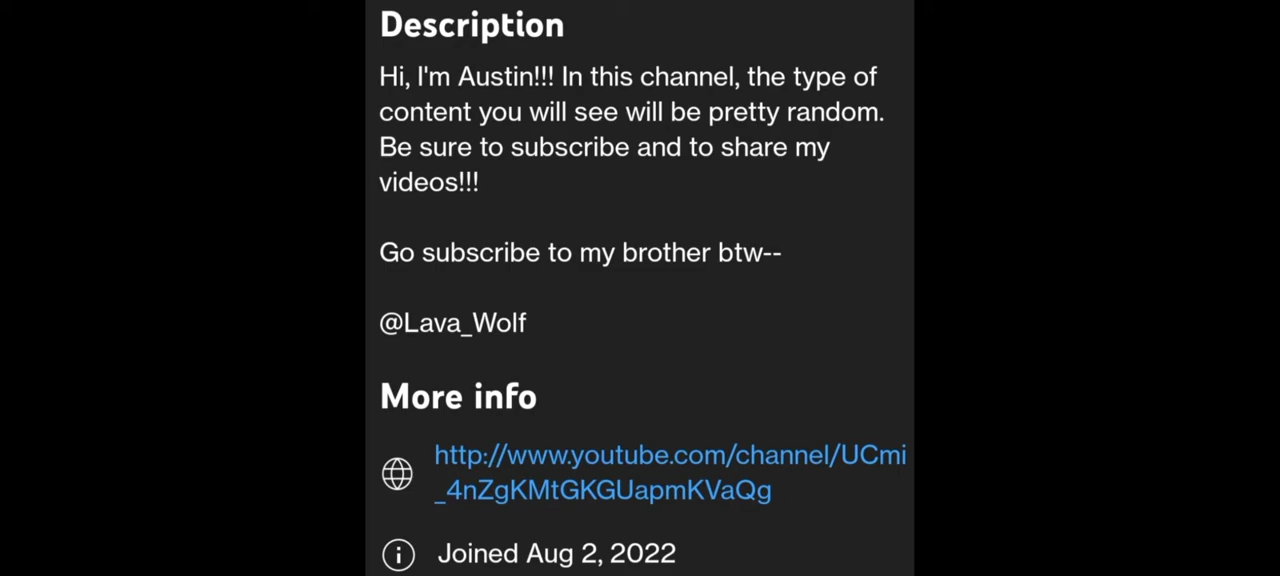 Description
Hi, I'm Austin!!! In this channel, the type of
content you will see will be pretty random.
Be sure to subscribe and to share my
videos!!!
Go subscribe to my brother btw--
@Lava_Wolf
More info
http://www.youtube.com/channel/UCmi
_4nZgKMtGKGUapmKVaQg
Joined Aug 2, 2022